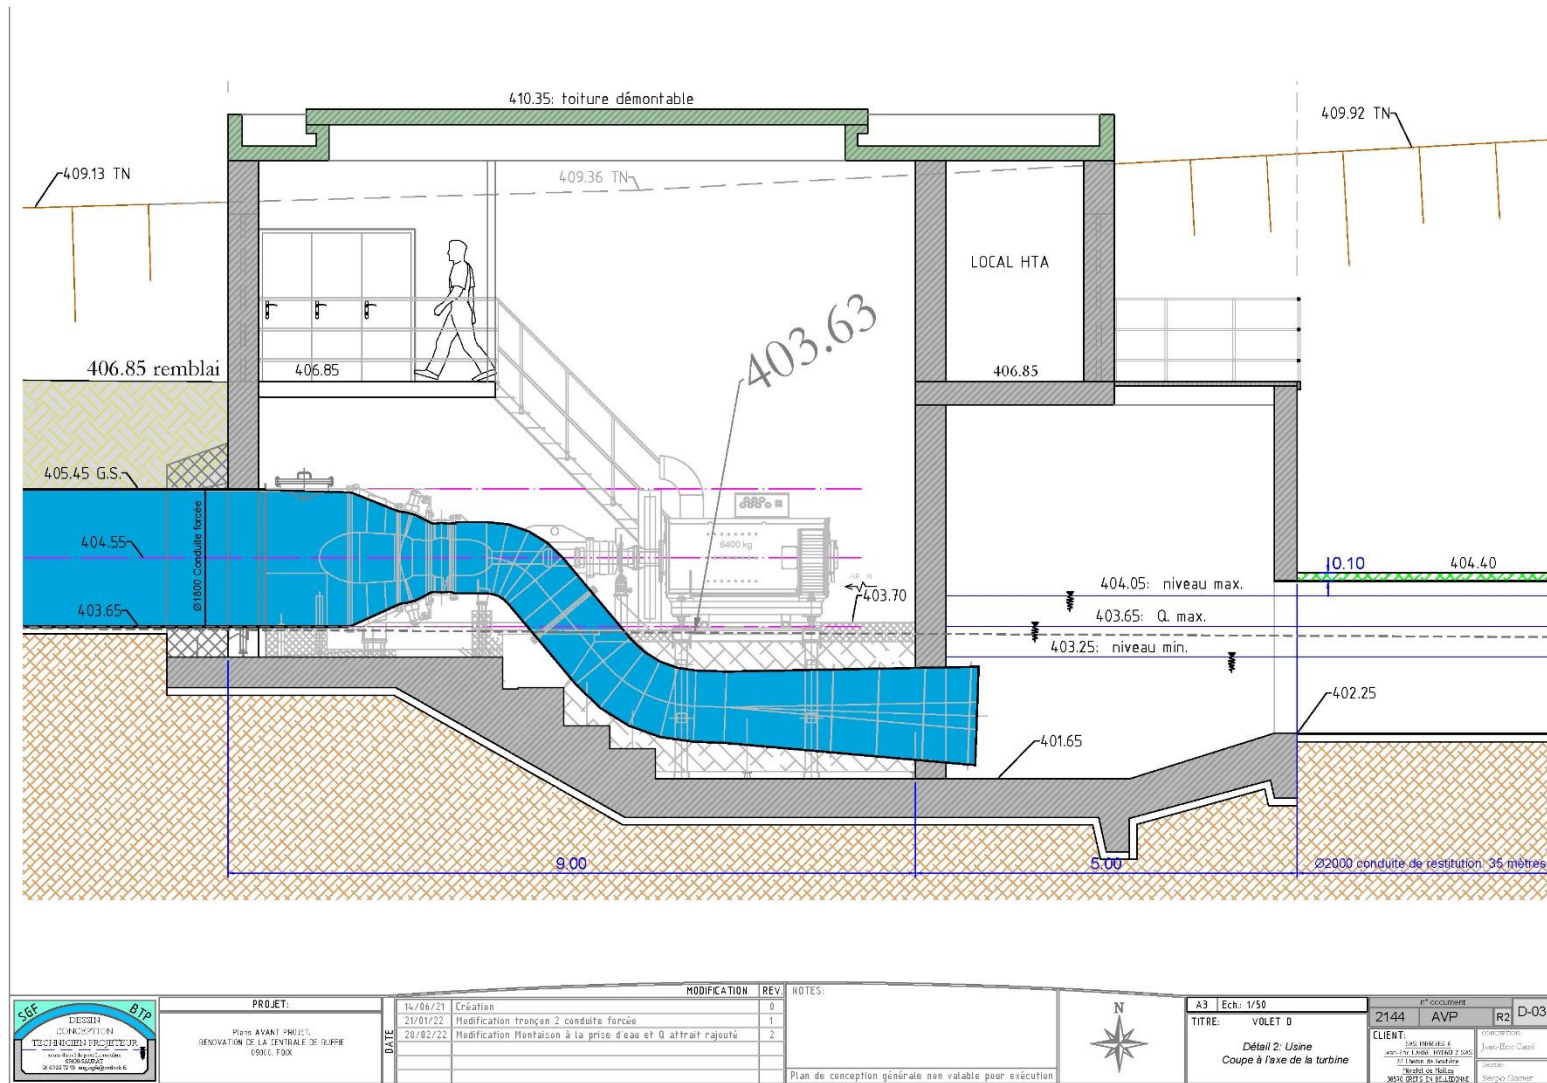 410.35: toiture démontable
409.92 TN
409.13 TN
409.36 TN
LOCAL HTA
403.63
406.85 remblai
406.85
406.85
405.45 G.S.
Ø1800 Conduite forcée
404.55
6400 kg
AIR IN
0.10
404.40
404.05: niveau max.
403.70
403.65
403.65: Q. max.
403.25: niveau min.
402.25
401.65
9.00
5.00
Ø2000 conduite de restitution: 35 mètres
SGF
BTP
DESSIN
CONCEPTION
TECHNICIEN PROJETEUR
PROJET:
Plans AVANT PROJET.
RENOVATION DE LA CENTRALE DE RUFFIE
09000. FOIX
DATE
MODIFICATION
REV.
14/06/21 Création 0
21/01/22 Modification tronçon 2 conduite forcée 1
28/02/22 Modification Montaison à la prise d'eau et Q attrait rajouté 2
NOTES:
Plan de conception générale non valable pour exécution
N
A3 Ech.: 1/50
TITRE: VOLET D
Détail 2: Usine
Coupe à l'axe de la turbine
n° document
2144 AVP R2 D-03
CLIENT:
CONCEPTION: